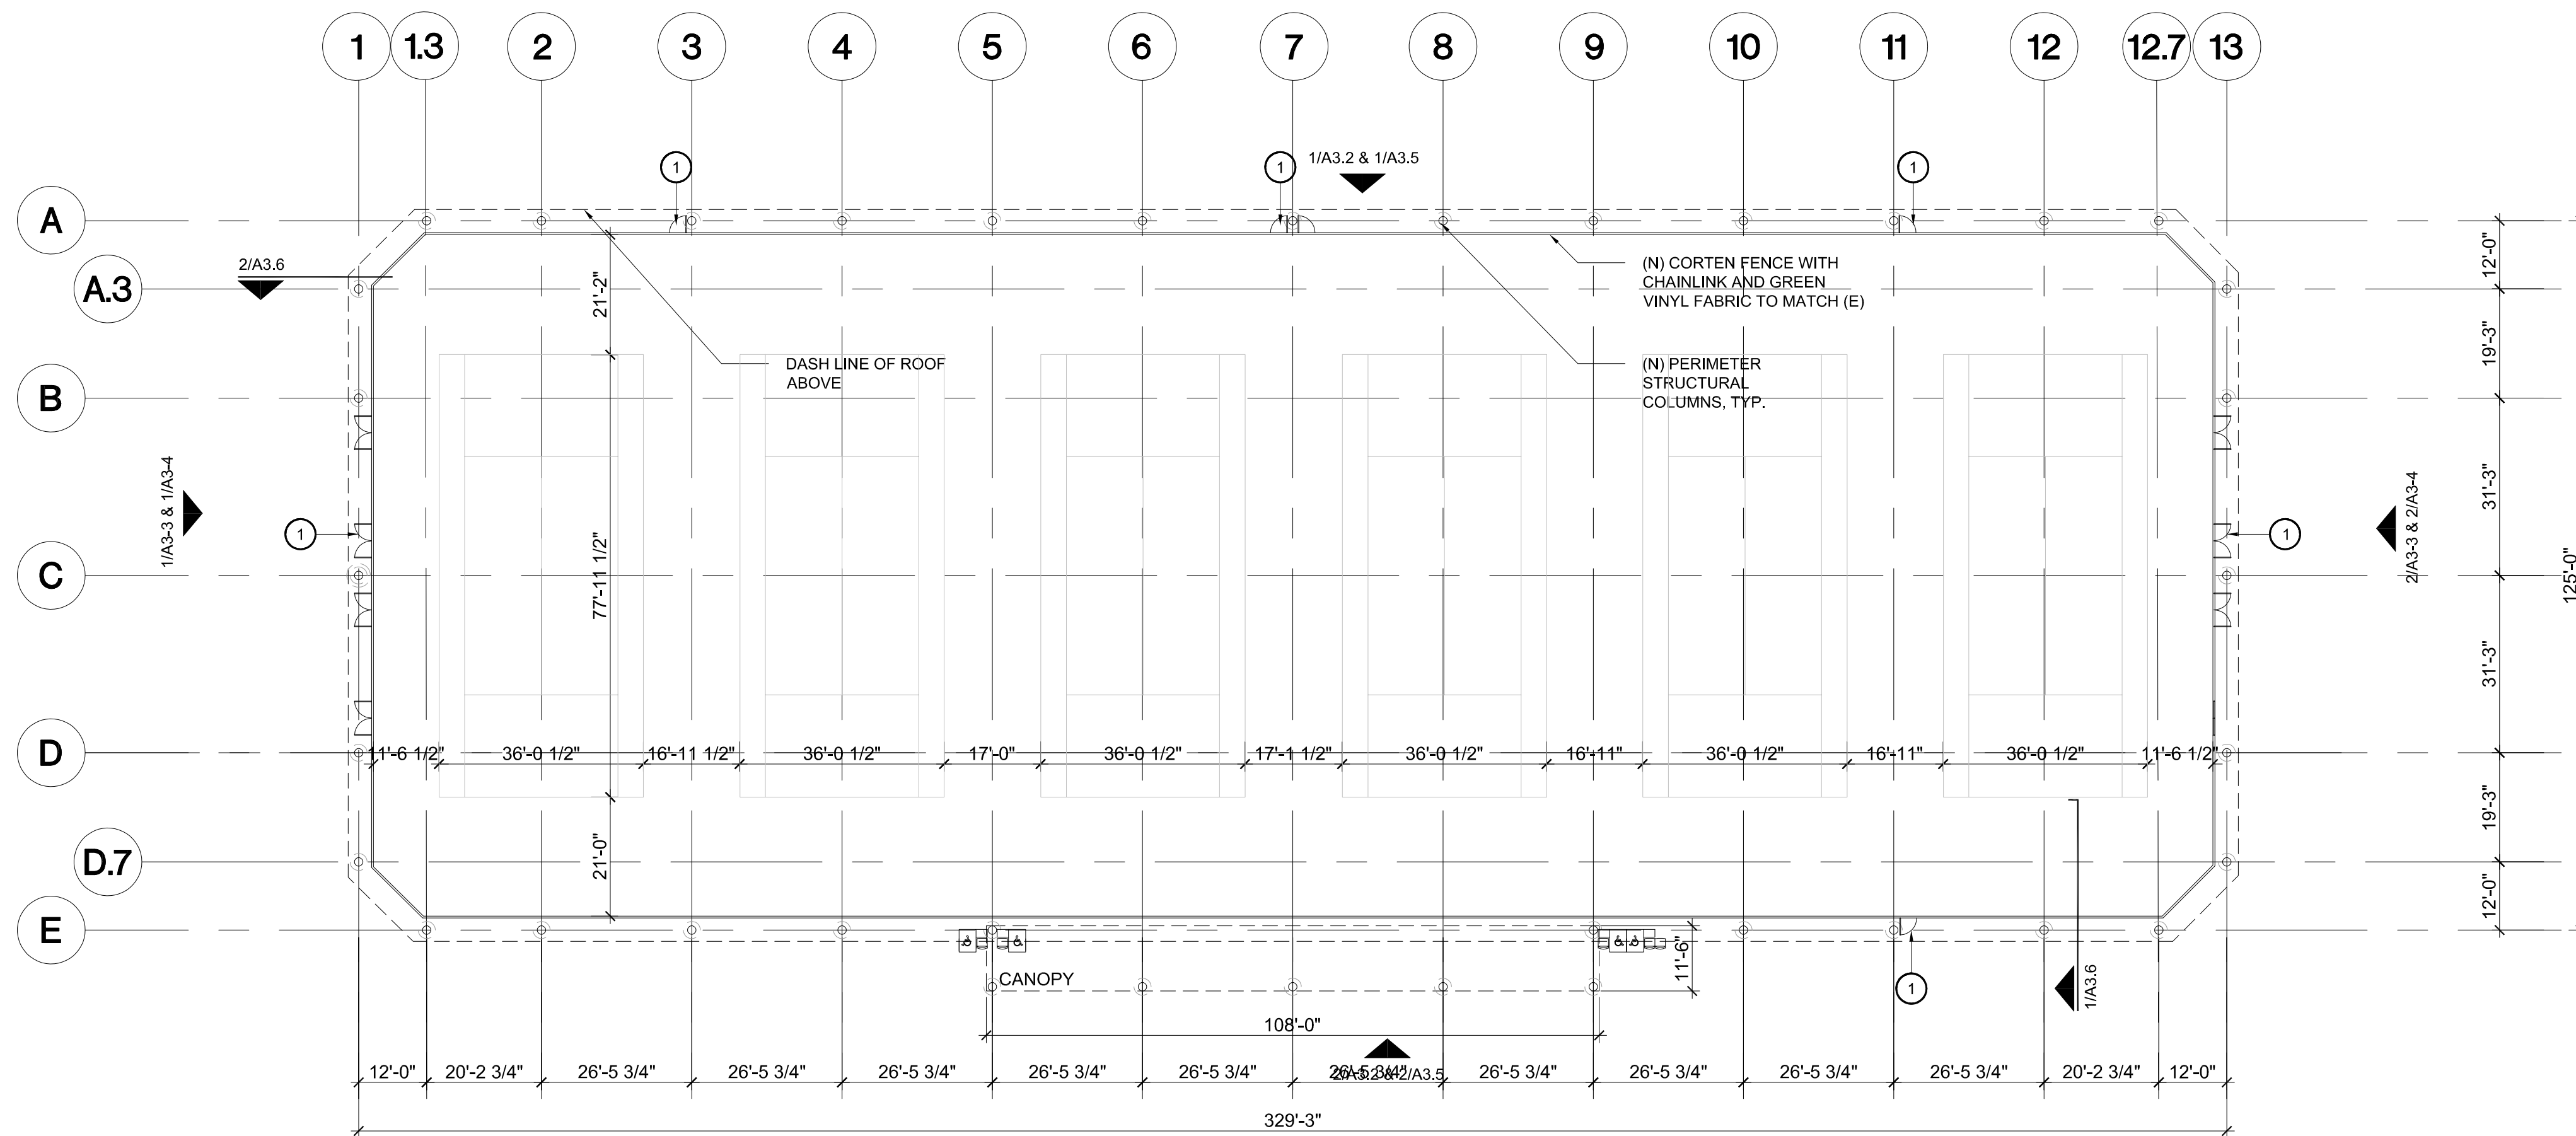 1 1.3 2 3 4 5 6 7 8 9 10 11 12 12.7 13
1 1 1/A3.2 & 1/A3.5 1
A
12'-0"
2/A3.6
(N) CORTEN FENCE WITH
CHAINLINK AND GREEN
VINYL FABRIC TO MATCH (E)
A.3
21'-2"
19'-3"
DASH LINE OF ROOF
ABOVE
(N) PERIMETER
STRUCTURAL
COLUMNS, TYP.
B
31'-3"
1/A3-3 & 1/A3-4
2/A3-3 & 2/A3-4
1 1
C
77'-11 1/2"
125'-0"
31'-3"
D
11'-6 1/2" 36'-0 1/2" 16'-11 1/2" 36'-0 1/2" 17'-0" 36'-0 1/2" 17'-1 1/2" 36'-0 1/2" 16'-11" 36'-0 1/2" 16'-11" 36'-0 1/2" 11'-6 1/2"
19'-3"
D.7
21'-0"
12'-0"
E
11'-6"
CANOPY
1
1/A3.6
108'-0"
12'-0" 20'-2 3/4" 26'-5 3/4" 26'-5 3/4" 26'-5 3/4" 26'-5 3/4" 26'-5 3/4" 26'-5 3/4" 26'-5 3/4" 26'-5 3/4" 26'-5 3/4" 26'-5 3/4" 20'-2 3/4" 12'-0"
2/A3.2 & 2/A3.5
329'-3"